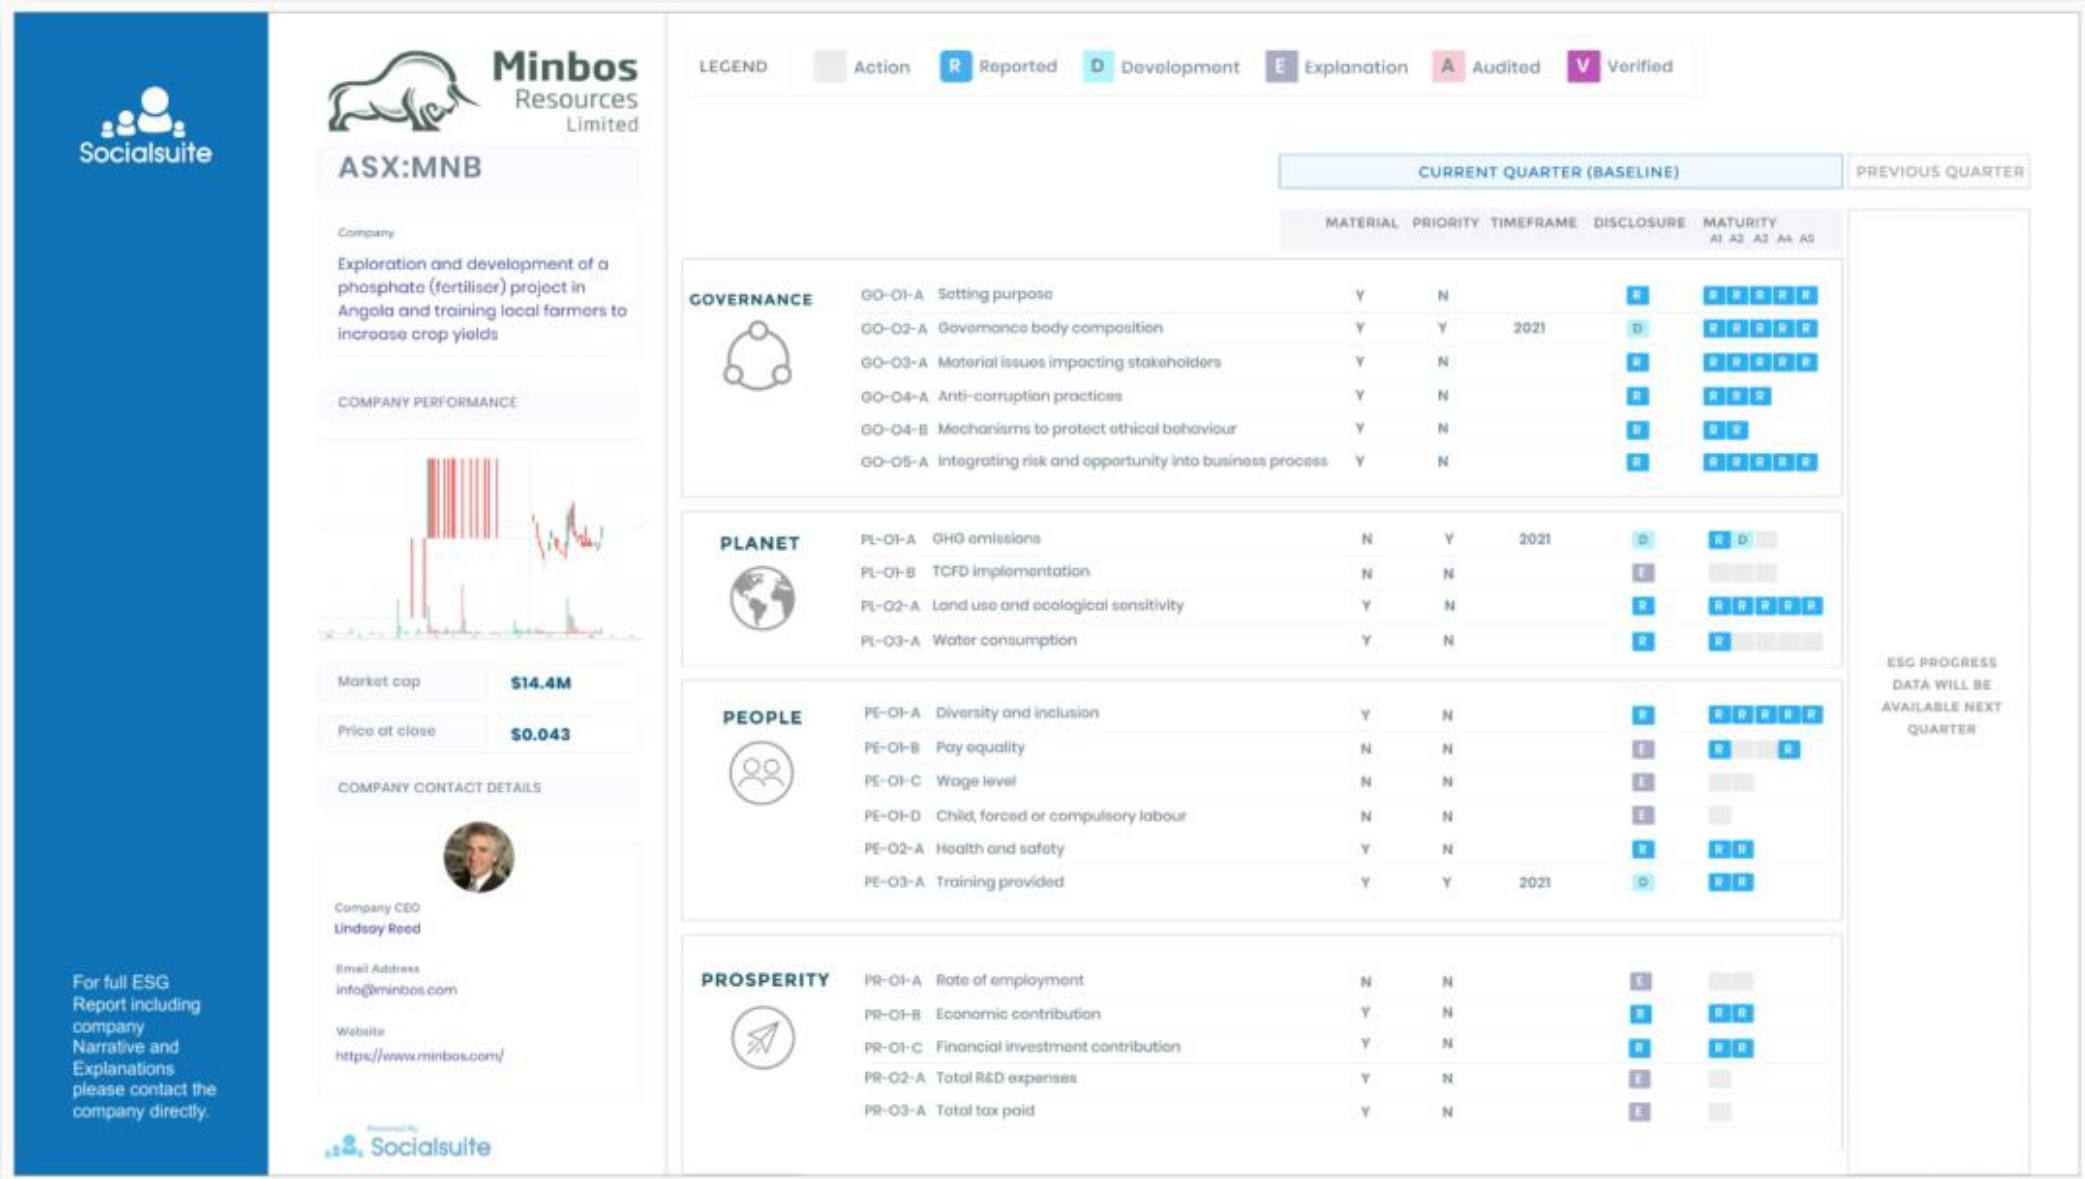 Socialsuite
For full ESG
Report including
company
Narrative and
Explanations
please contact the
company directly.
Minbos
Resources
Limited
ASX:MNB
Company
Exploration and development of a
phosphate (fertiliser) project in
Angola and training local farmers to
increase crop yields
COMPANY PERFORMANCE
Market cap $14.4M
Price at close $0.043
COMPANY CONTACT DETAILS
Company CEO
Lindsay Reed
Email Address
info@minbos.com
Website
https://www.minbos.com/
Powered By
Socialsuite
LEGEND Action R Reported D Development E Explanation A Audited V Verified
CURRENT QUARTER (BASELINE) PREVIOUS QUARTER
MATERIAL PRIORITY TIMEFRAME DISCLOSURE MATURITY
A1 A2 A3 A4 A5
GOVERNANCE
GO-01-A Setting purpose Y N R R R R R R
GO-02-A Governance body composition Y Y 2021 D R R R R R
GO-03-A Material issues impacting stakeholders Y N R R R R R R
GO-04-A Anti-corruption practices Y N R R R R
GO-04-B Mechanisms to protect ethical behaviour Y N R R R
GO-05-A Integrating risk and opportunity into business process Y N R R R R R R
PLANET
PL-01-A GHG emissions N Y 2021 D R D
PL-01-B TCFD implementation N N E
PL-02-A Land use and ecological sensitivity Y N R R R R R R
PL-03-A Water consumption Y N R R
PEOPLE
PE-01-A Diversity and inclusion Y N R R R R R R
PE-01-B Pay equality N N E R R
PE-01-C Wage level N N E
PE-01-D Child, forced or compulsory labour N N E
PE-02-A Health and safety Y N R R R
PE-03-A Training provided Y Y 2021 D R R
PROSPERITY
PR-01-A Rate of employment N N E
PR-01-B Economic contribution Y N R R R
PR-01-C Financial investment contribution Y N R R R
PR-02-A Total R&D expenses Y N E
PR-03-A Total tax paid Y N E
ESG PROGRESS
DATA WILL BE
AVAILABLE NEXT
QUARTER